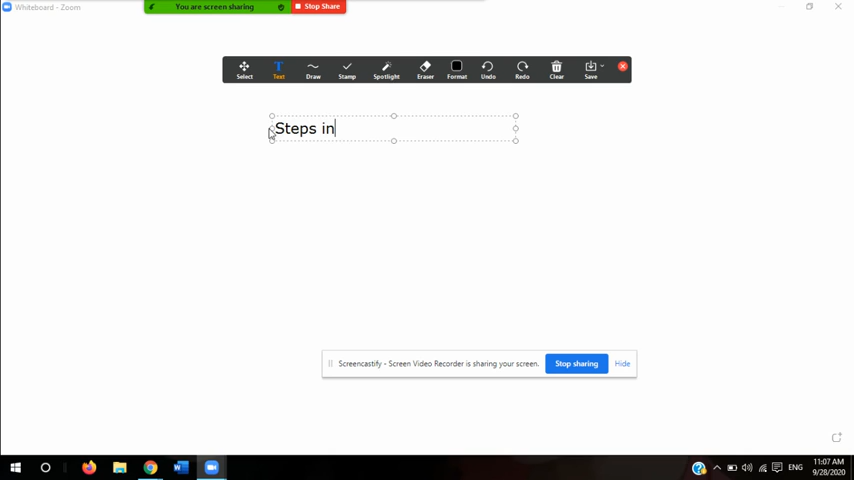 Whiteboard - Zoom
You are screen sharing
Stop Share
Select
Text
Draw
Stamp
Spotlight
Eraser
Format
Undo
Redo
Clear
Save
Steps in
Screencastify - Screen Video Recorder is sharing your screen.
Stop sharing
Hide
ENG
11:07 AM
9/28/2020